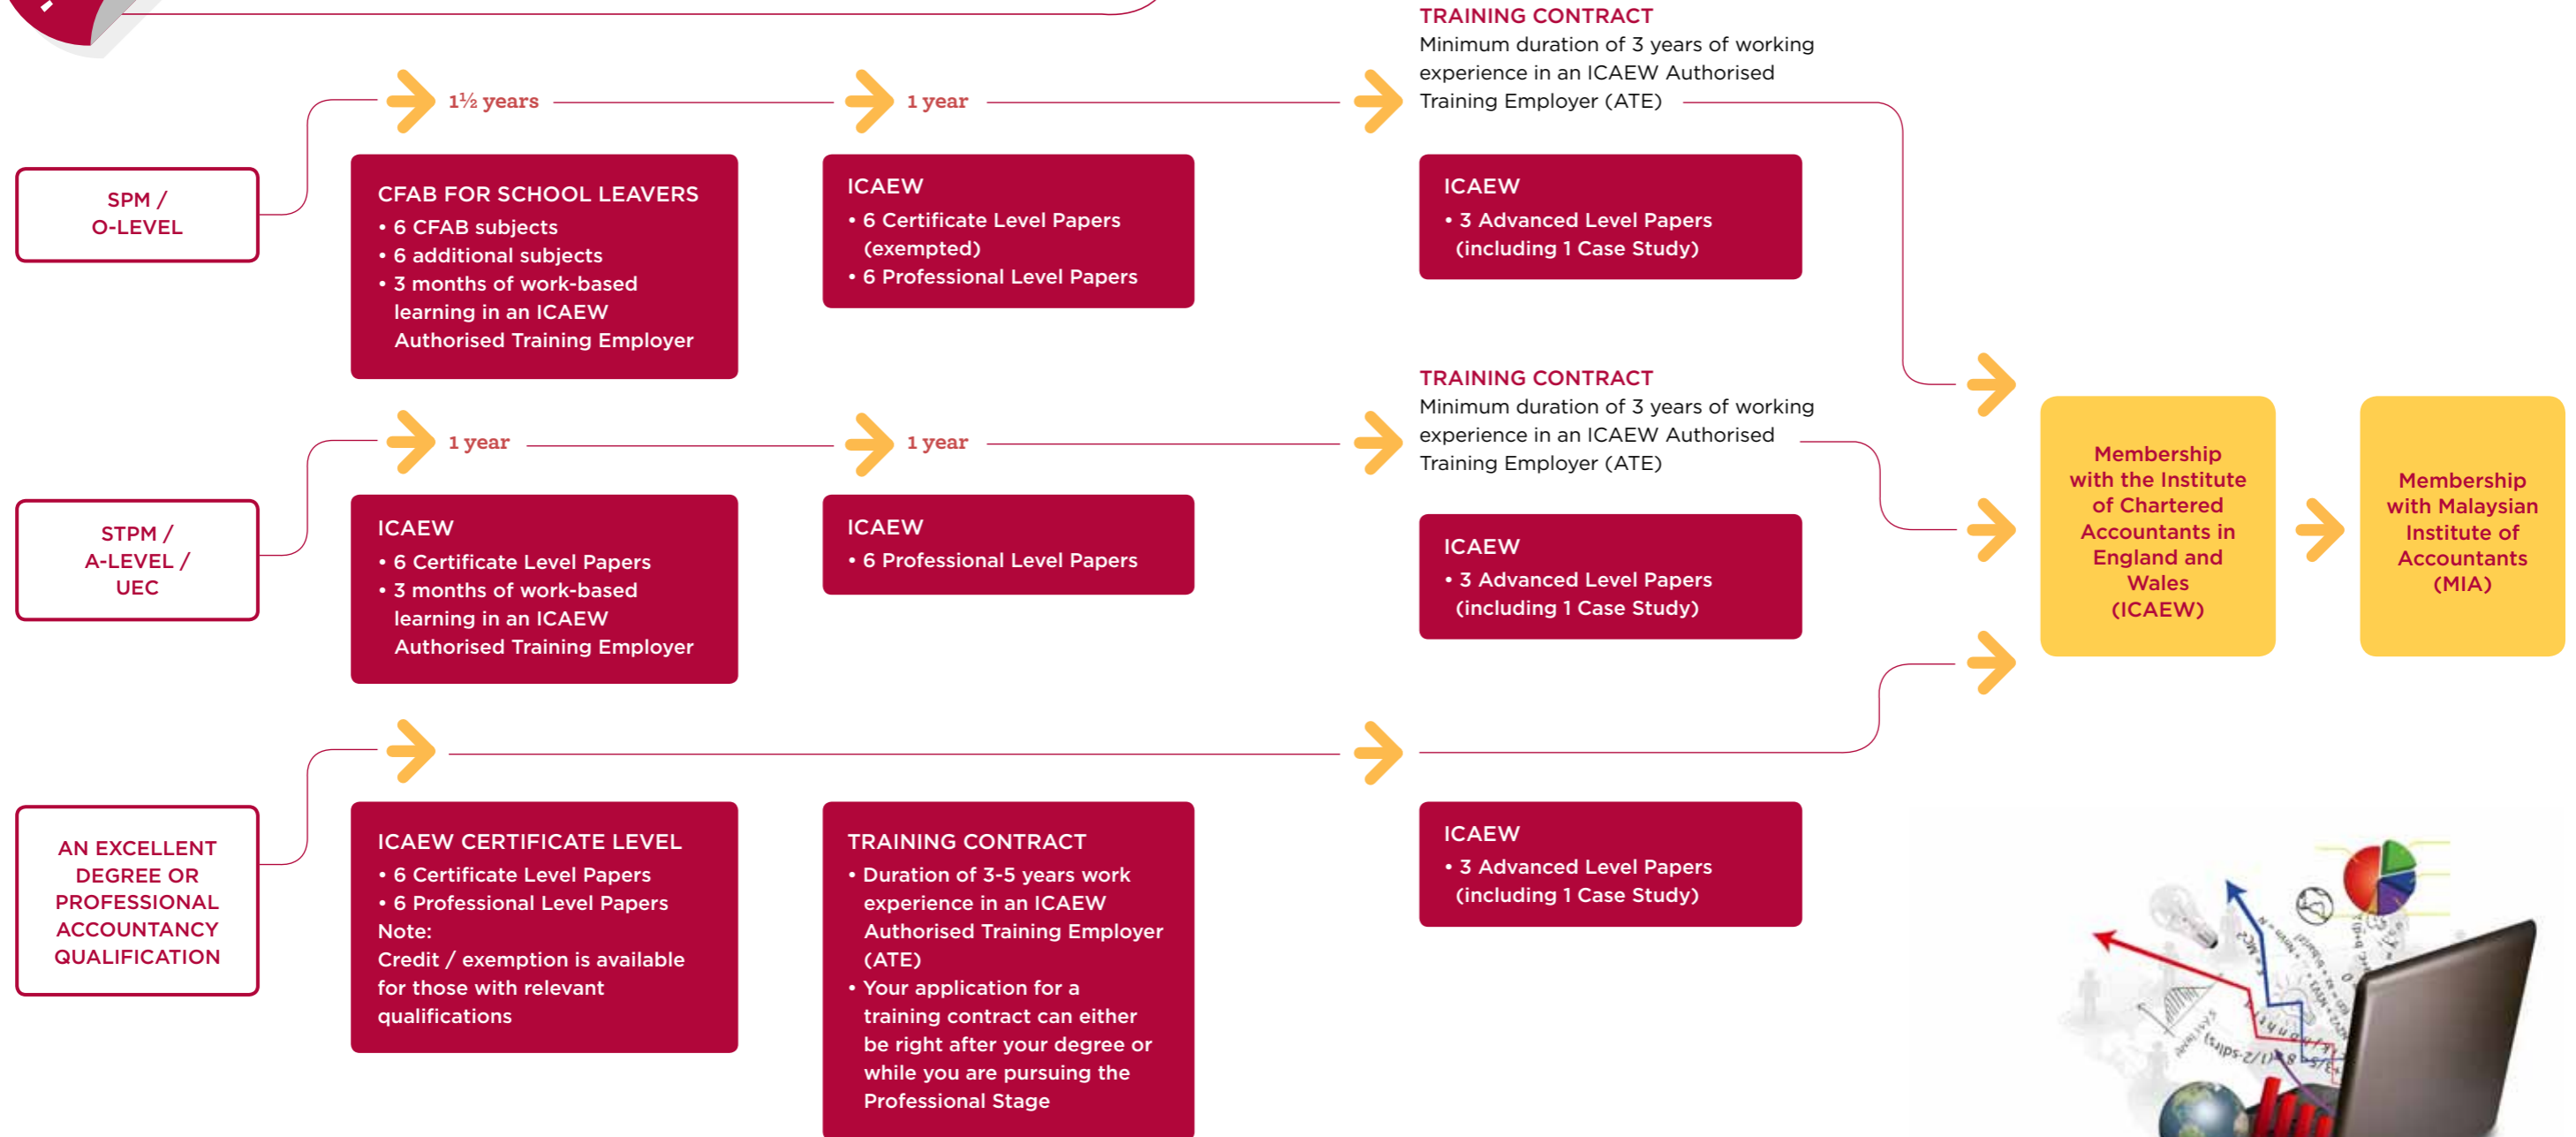 TRAINING CONTRACT
Minimum duration of 3 years of working
experience in an ICAEW Authorised
Training Employer (ATE)
1½ years
1 year
SPM /
O-LEVEL
CFAB FOR SCHOOL LEAVERS
• 6 CFAB subjects
• 6 additional subjects
• 3 months of work-based
learning in an ICAEW
Authorised Training Employer
ICAEW
• 6 Certificate Level Papers
(exempted)
• 6 Professional Level Papers
ICAEW
• 3 Advanced Level Papers
(including 1 Case Study)
TRAINING CONTRACT
Minimum duration of 3 years of working
experience in an ICAEW Authorised
Training Employer (ATE)
1 year
1 year
STPM /
A-LEVEL /
UEC
ICAEW
• 6 Certificate Level Papers
• 3 months of work-based
learning in an ICAEW
Authorised Training Employer
ICAEW
• 6 Professional Level Papers
ICAEW
• 3 Advanced Level Papers
(including 1 Case Study)
Membership
with the Institute
of Chartered
Accountants in
England and
Wales
(ICAEW)
Membership
with Malaysian
Institute of
Accountants
(MIA)
AN EXCELLENT
DEGREE OR
PROFESSIONAL
ACCOUNTANCY
QUALIFICATION
ICAEW CERTIFICATE LEVEL
• 6 Certificate Level Papers
• 6 Professional Level Papers
Note:
Credit / exemption is available
for those with relevant
qualifications
TRAINING CONTRACT
• Duration of 3-5 years work
experience in an ICAEW
Authorised Training Employer
(ATE)
• Your application for a
training contract can either
be right after your degree or
while you are pursuing the
Professional Stage
ICAEW
• 3 Advanced Level Papers
(including 1 Case Study)